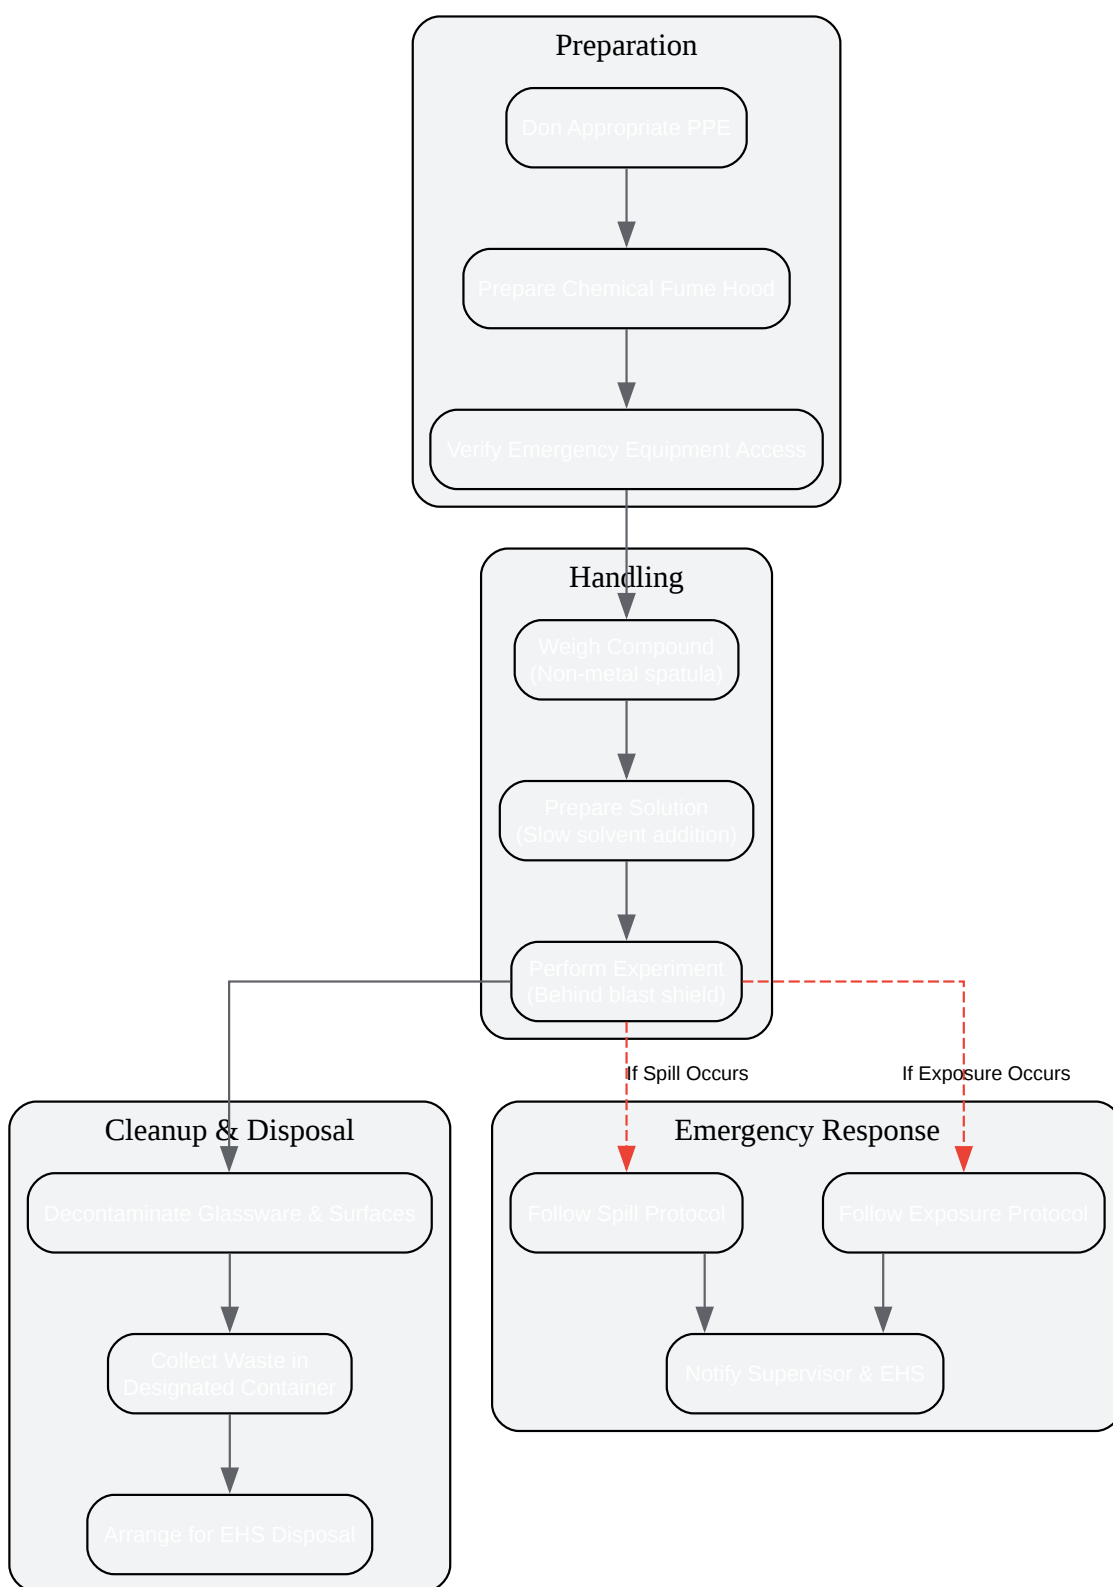 Preparation
Don Appropriate PPE
Prepare Chemical Fume Hood
Verify Emergency Equipment Access
Handling
Weigh Compound
(Non-metal spatula)
Prepare Solution
(Slow solvent addition)
Perform Experiment
(Behind blast shield)
If Spill Occurs
If Exposure Occurs
Cleanup & Disposal
Decontaminate Glassware & Surfaces
Collect Waste in
Designated Container
Arrange for EHS Disposal
Emergency Response
Follow Spill Protocol
Follow Exposure Protocol
Notify Supervisor & EHS